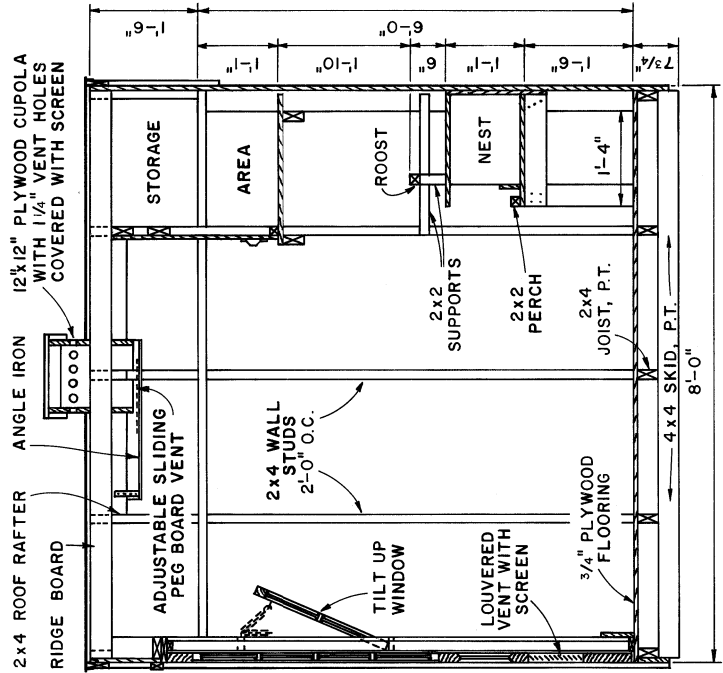 2x4 ROOF RAFTER
RIDGE BOARD
ANGLE IRON
12"x12" PLYWOOD CUPOLA
WITH 1 1/4" VENT HOLES
COVERED WITH SCREEN
ADJUSTABLE SLIDING
PEG BOARD VENT
STORAGE
AREA
ROOST
NEST
2x2
SUPPORTS
2x2
PERCH
2x4
JOIST, P.T.
2x4 WALL
STUDS
2'-0" O.C.
TILT UP
WINDOW
LOUVERED
VENT WITH
SCREEN
3/4" PLYWOOD
FLOORING
4x4 SKID, P.T.
8'-0"
1'-4"
1'-6"
6'-0"
1'-1"
1'-10"
6"
1'-1"
1'-6"
7 3/4"